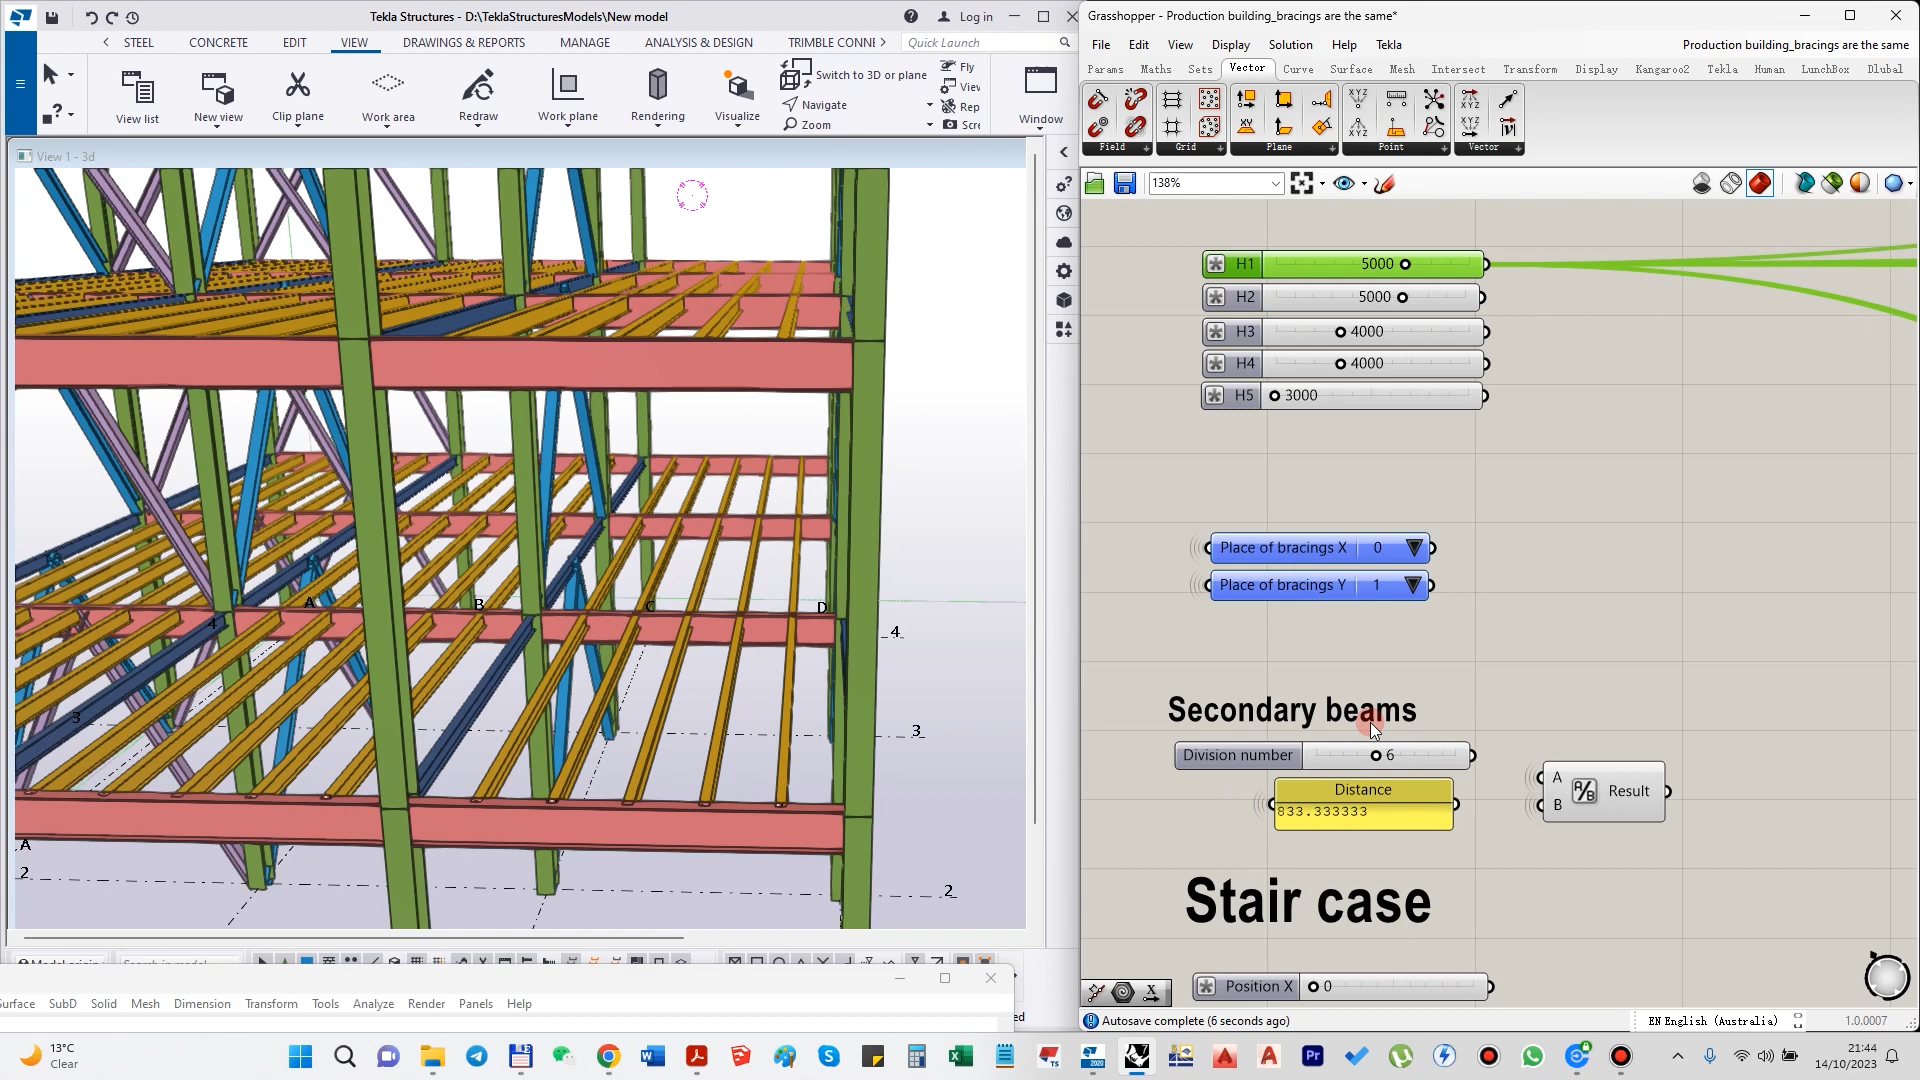 Tekla Structures - D:\TeklaStructuresModels\New model
Log in
STEEL CONCRETE EDIT VIEW DRAWINGS & REPORTS MANAGE ANALYSIS & DESIGN TRIMBLE CONNE
Quick Launch
View list
New view
Clip plane
Work area
Redraw
Work plane
Rendering
Visualize
Switch to 3D or plane
Navigate
Zoom
Fly
Viev
Rep
Scre
Window
View 1 - 3d
A B C D
4 4
3 3
A
2 2
Surface SubD Solid Mesh Dimension Transform Tools Analyze Render Panels Help
Grasshopper - Production building_bracings are the same*
File Edit View Display Solution Help Tekla
Production building_bracings are the same
Params Maths Sets Vector Curve Surface Mesh Intersect Transform Display Kangaroo2 Tekla Human LunchBox Dlubal
Field Grid Plane Point Vector
138%
H1 5000
H2 5000
H3 4000
H4 4000
H5 3000
Place of bracings X 0
Place of bracings Y 1
Secondary beams
Division number 6
Distance
833.333333
A
B
A/B
Result
Stair case
Position X 0
Autosave complete (6 seconds ago)
EN English (Australia)
1.0.0007
13°C
Clear
21:44
14/10/2023